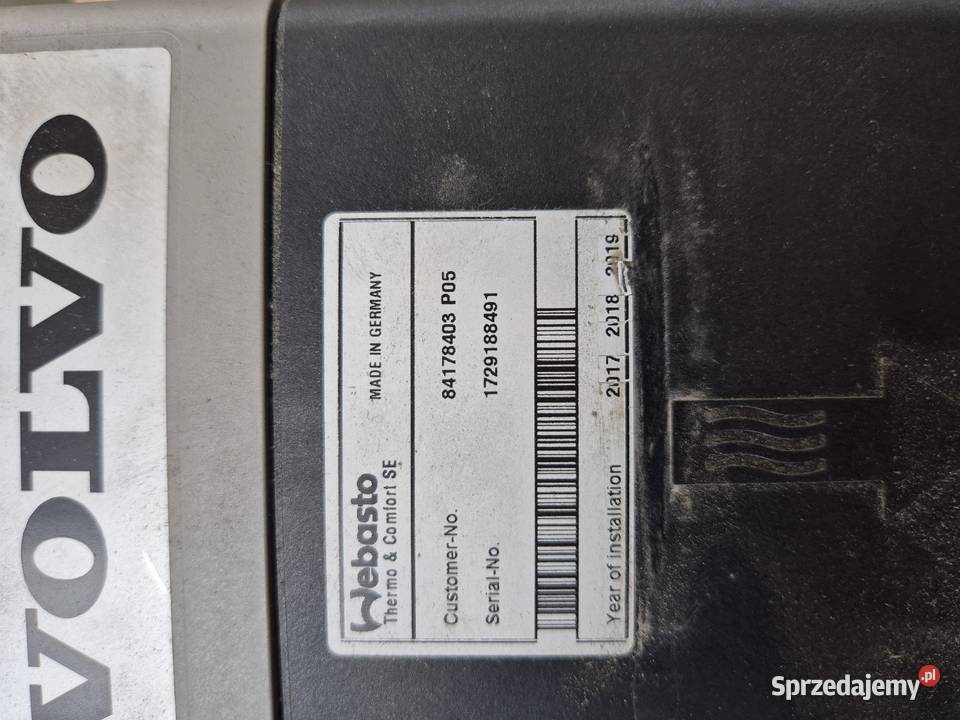 VOLVO
Webasto
Thermo & Comfort SE
MADE IN GERMANY
Customer-No.
84178403 P05
Serial-No.
1729188491
Year of installation
2017 2018 2019
Sprzedajemy.pl